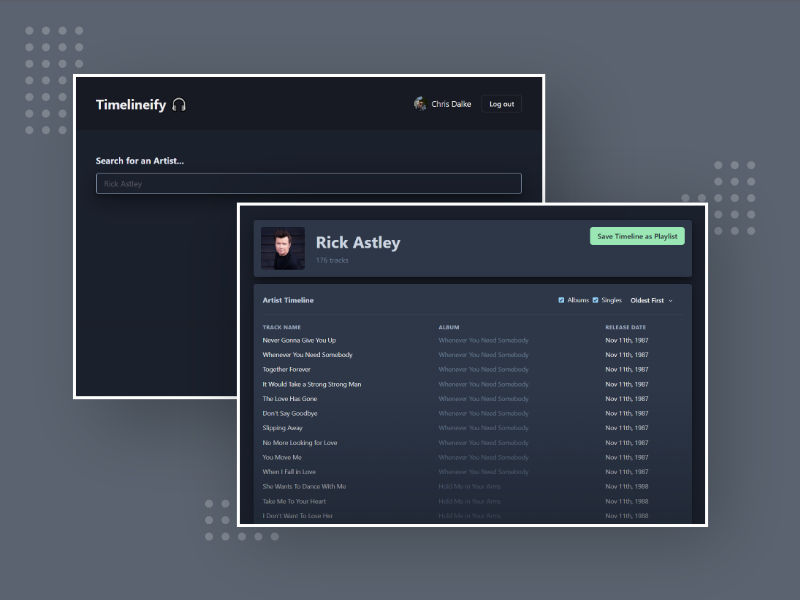 Timelineify
Chris Dalke
Log out
Search for an Artist...
Rick Astley
Rick Astley
176 tracks
Save Timeline as Playlist
Artist Timeline
Albums Singles Oldest First
TRACK NAME ALBUM RELEASE DATE
Never Gonna Give You Up Whenever You Need Somebody Nov 11th, 1987
Whenever You Need Somebody Whenever You Need Somebody Nov 11th, 1987
Together Forever Whenever You Need Somebody Nov 11th, 1987
It Would Take a Strong Strong Man Whenever You Need Somebody Nov 11th, 1987
The Love Has Gone Whenever You Need Somebody Nov 11th, 1987
Don't Say Goodbye Whenever You Need Somebody Nov 11th, 1987
Slipping Away Whenever You Need Somebody Nov 11th, 1987
No More Looking for Love Whenever You Need Somebody Nov 11th, 1987
You Move Me Whenever You Need Somebody Nov 11th, 1987
When I Fall in Love Whenever You Need Somebody Nov 11th, 1987
She Wants To Dance With Me Hold Me in Your Arms Nov 11th, 1988
Take Me To Your Heart Hold Me in Your Arms Nov 11th, 1988
I Don't Want To Lose Her Hold Me in Your Arms Nov 11th, 1988